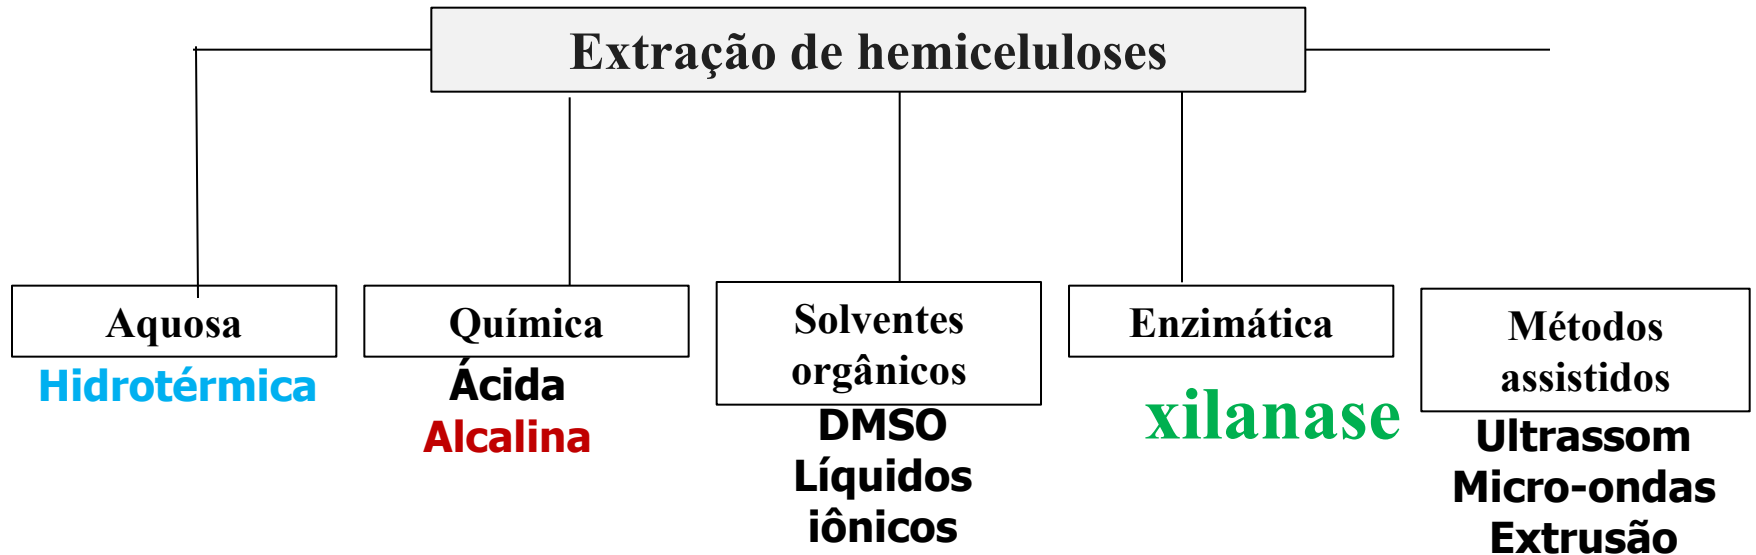 Extração de hemiceluloses
Aquosa
Hidrotérmica
Química
Ácida
Alcalina
Solventes
orgânicos
DMSO
Líquidos
iônicos
Enzimática
xilanase
Métodos
assistidos
Ultrassom
Micro-ondas
Extrusão